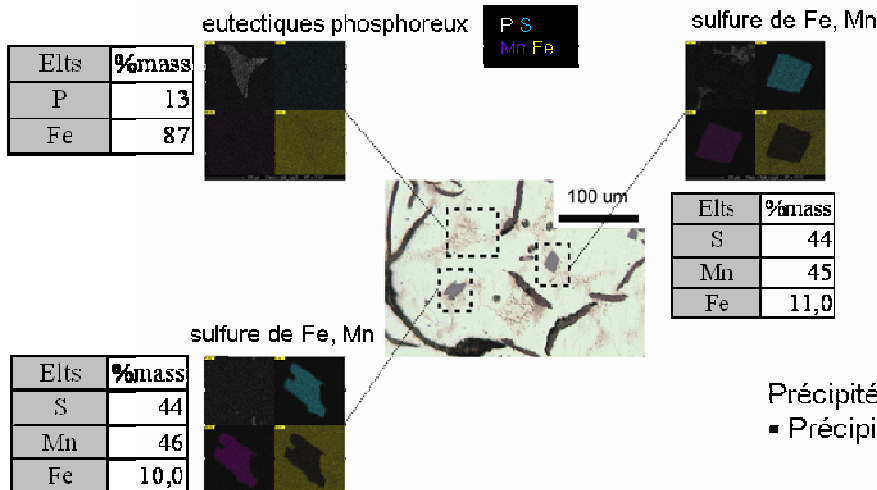 eutectiques phosphoreux
P S
Mn Fe
sulfure de Fe, Mn
Elts %mass
P 13
Fe 87
100 um
Elts %mass
S 44
Mn 45
Fe 11,0
sulfure de Fe, Mn
Elts %mass
S 44
Mn 46
Fe 10,0
Précipité
▪ Précipi